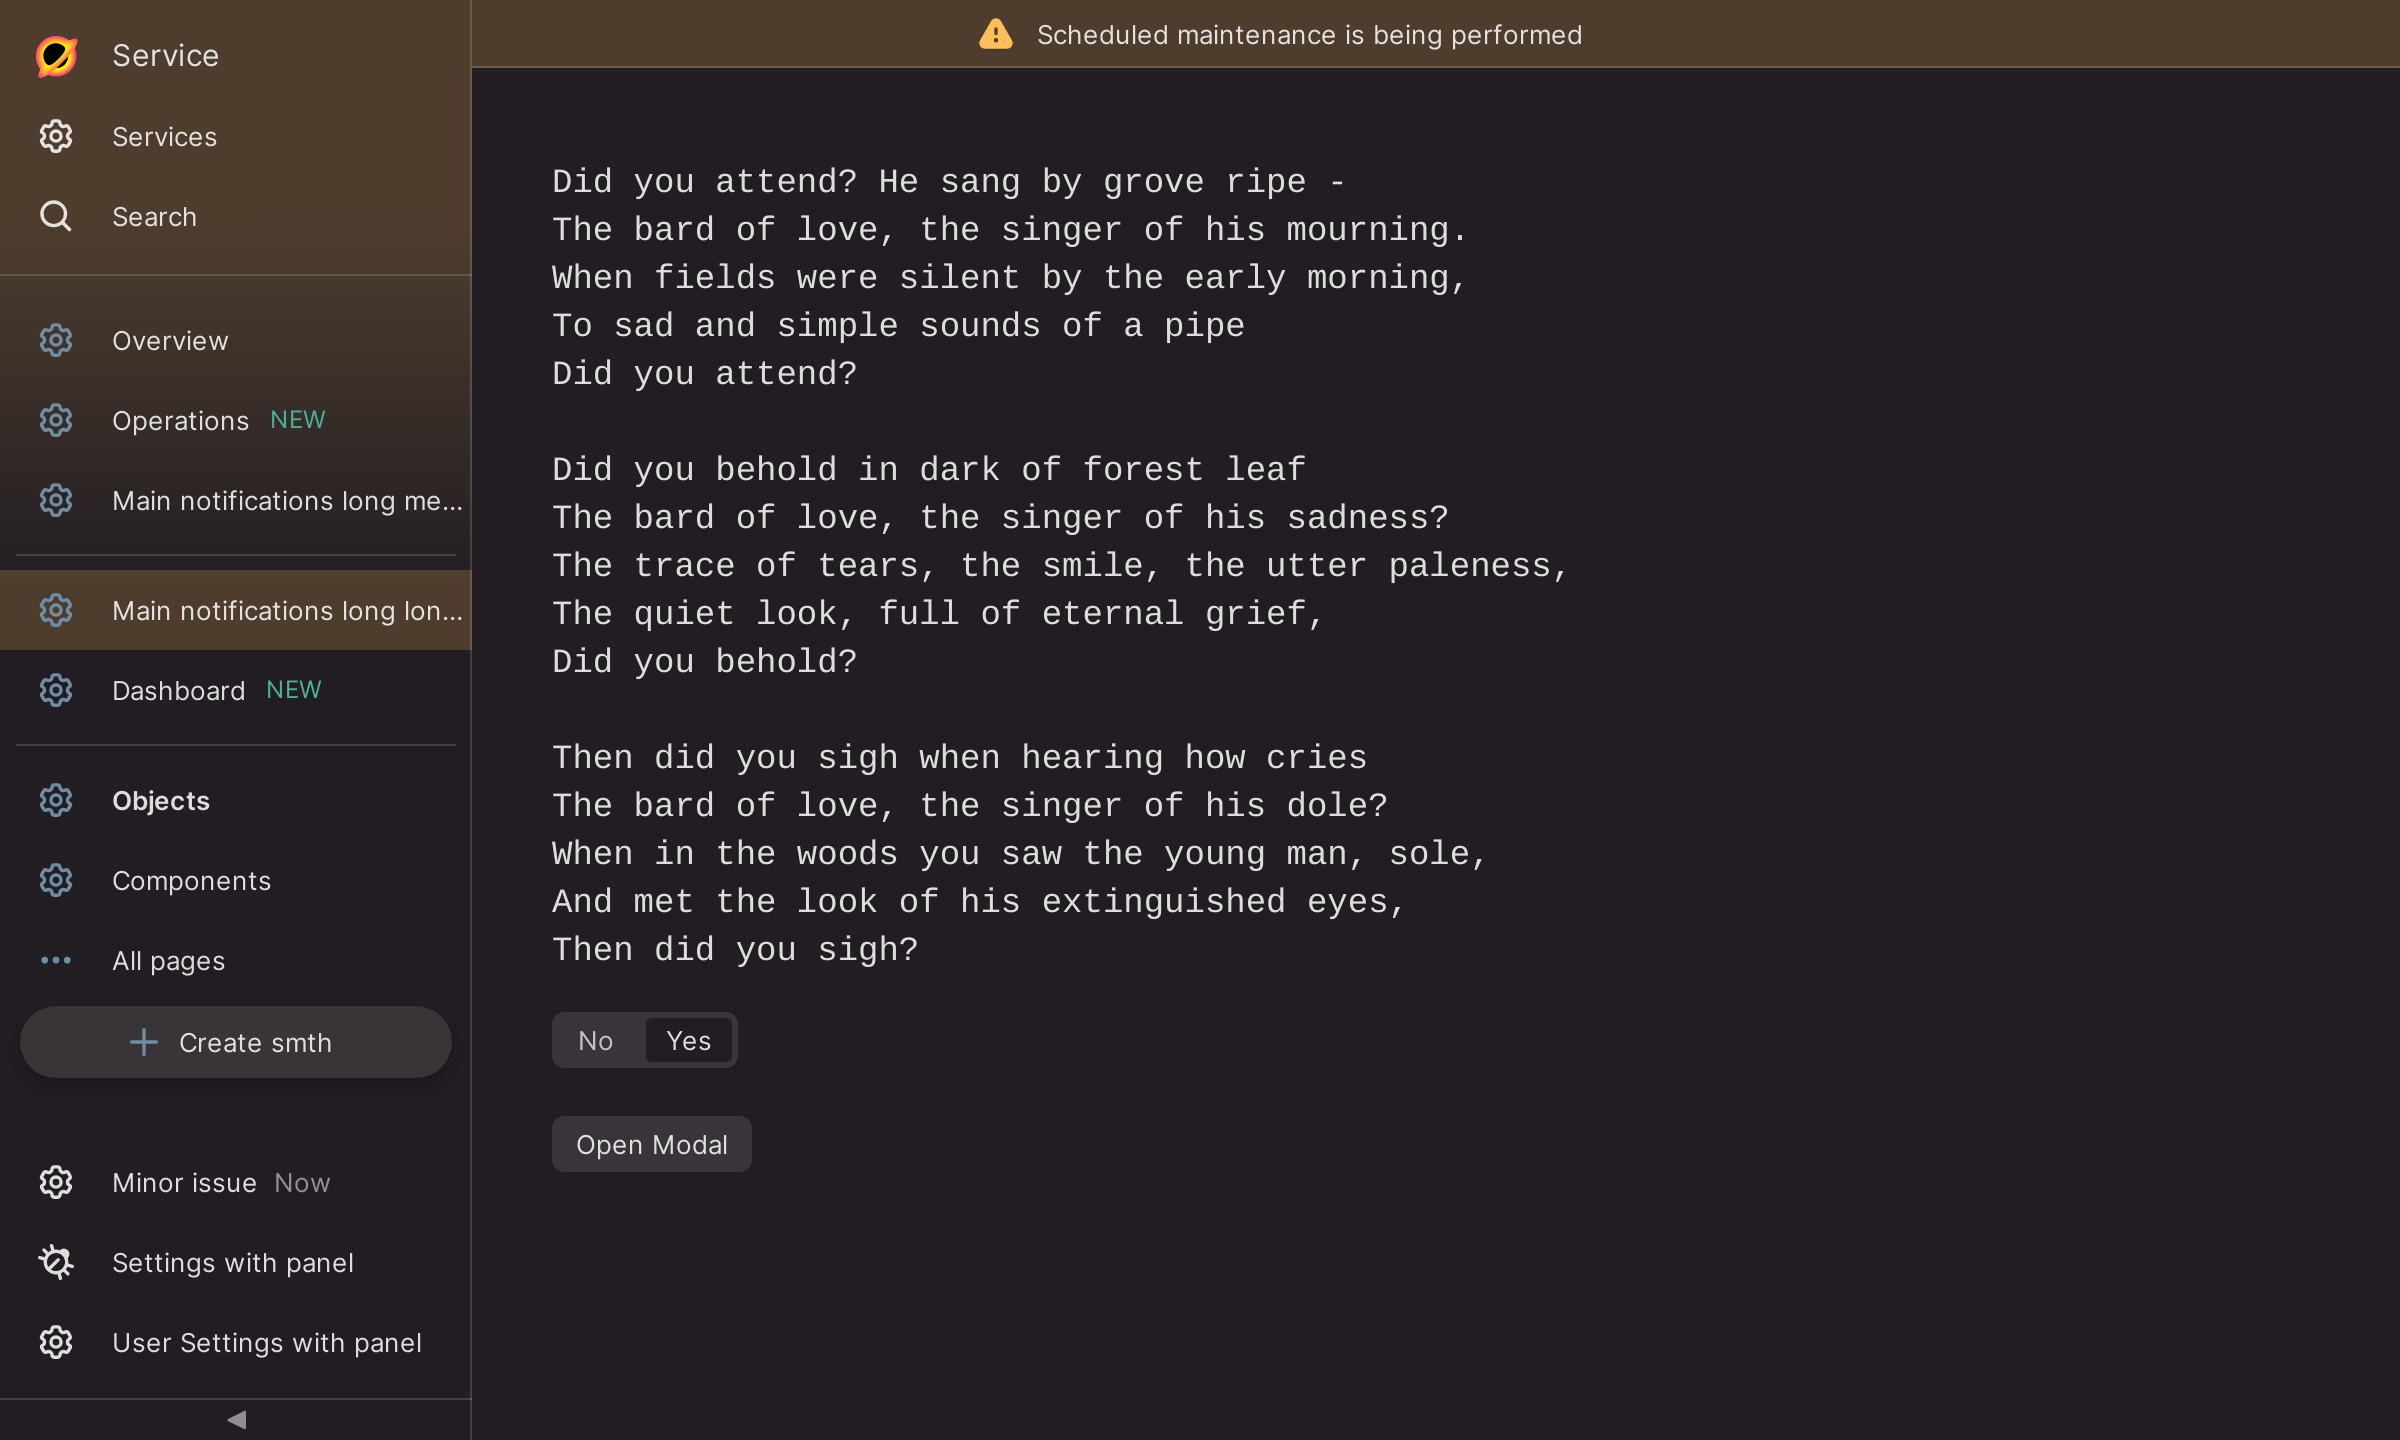 Service
Services
Search
Overview
Operations NEW
Main notifications long me...
Main notifications long lon...
Dashboard NEW
Objects
Components
All pages
Create smth
Minor issue Now
Settings with panel
User Settings with panel
Scheduled maintenance is being performed
Did you attend? He sang by grove ripe -
The bard of love, the singer of his mourning.
When fields were silent by the early morning,
To sad and simple sounds of a pipe
Did you attend?
Did you behold in dark of forest leaf
The bard of love, the singer of his sadness?
The trace of tears, the smile, the utter paleness,
The quiet look, full of eternal grief,
Did you behold?
Then did you sigh when hearing how cries
The bard of love, the singer of his dole?
When in the woods you saw the young man, sole,
And met the look of his extinguished eyes,
Then did you sigh?
No Yes
Open Modal